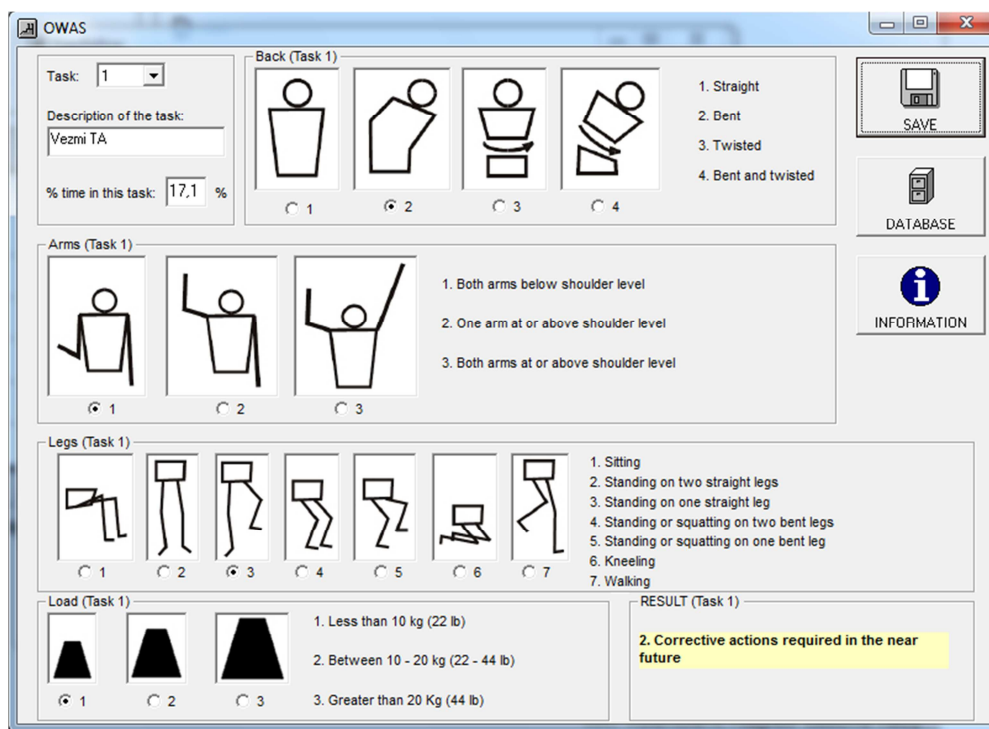 OWAS
Task: 1
Description of the task:
Vezmi TA
% time in this task: 17,1 %
Back (Task 1)
1 2 3 4
1. Straight
2. Bent
3. Twisted
4. Bent and twisted
SAVE
DATABASE
INFORMATION
Arms (Task 1)
1 2 3
1. Both arms below shoulder level
2. One arm at or above shoulder level
3. Both arms at or above shoulder level
Legs (Task 1)
1 2 3 4 5 6 7
1. Sitting
2. Standing on two straight legs
3. Standing on one straight leg
4. Standing or squatting on two bent legs
5. Standing or squatting on one bent leg
6. Kneeling
7. Walking
Load (Task 1)
1 2 3
1. Less than 10 kg (22 lb)
2. Between 10 - 20 kg (22 - 44 lb)
3. Greater than 20 Kg (44 lb)
RESULT (Task 1)
2. Corrective actions required in the near
future